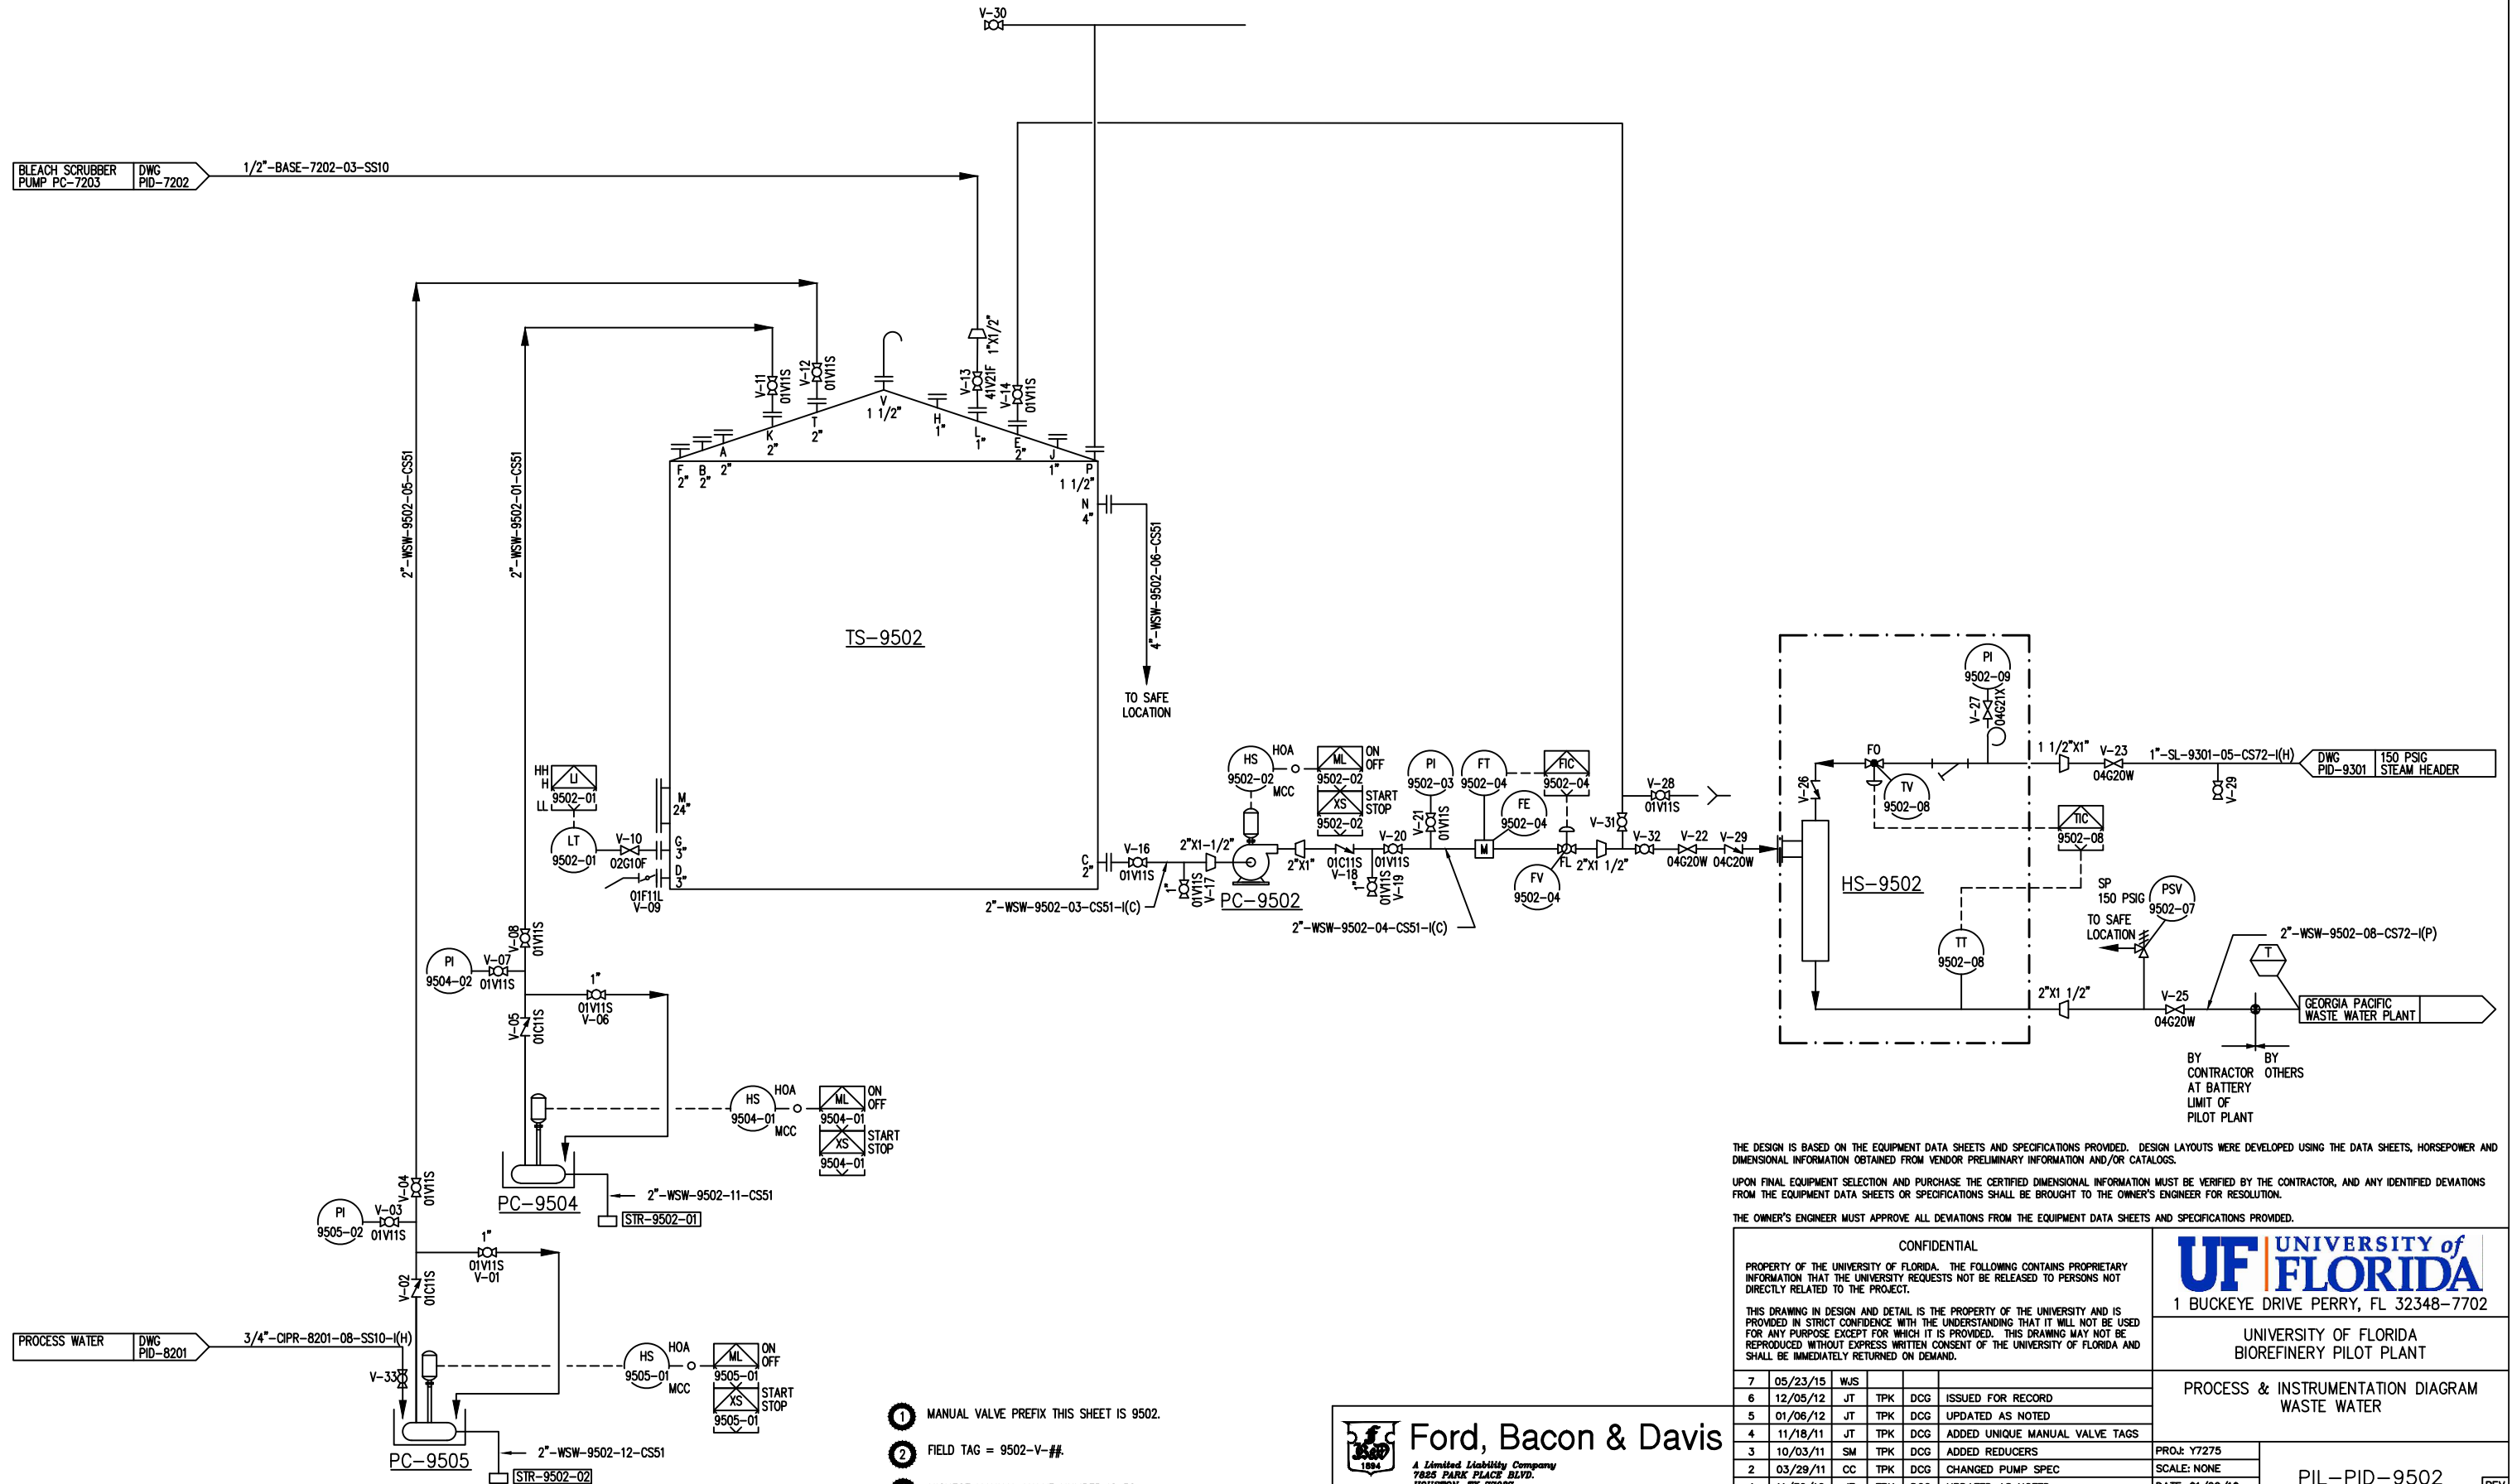 V-30
BLEACH SCRUBBER
PUMP PC-7203
DWG
PID-7202
1/2"-BASE-7202-03-SS10
2"-WSW-9502-05-CS51
2"-WSW-9502-01-CS51
V-11
01V11S
V-12
01V11S
1"X1/2"
V-13
41V21F
V-14
01V11S
F
2"
B
2"
A
2"
K
2"
T
2"
V
1 1/2"
H
1"
L
1"
E
2"
J
1"
P
1 1/2"
N
4"
4"-WSW-9502-06-CS51
TO SAFE
LOCATION
TS-9502
M
24"
G
3"
D
3"
C
2"
HH
H
LL
LI
9502-01
LT
9502-01
V-10
02G10F
01F11L
V-09
V-16
01V11S
2"X1-1/2"
1"
01V11S
V-17
2"-WSW-9502-03-CS51-I(C)
PC-9502
HS
9502-02
HOA
MCC
ML
9502-02
ON
OFF
XS
9502-02
START
STOP
2"X1"
01C11S
V-18
1"
01V11S
V-19
V-20
01V11S
PI
9502-03
V-21
01V11S
2"-WSW-9502-04-CS51-I(C)
FT
9502-04
FE
9502-04
M
FIC
9502-04
FL
FV
9502-04
2"X1 1/2"
V-31
V-28
01V11S
V-32
V-22
04G20W
V-29
04C20W
HS-9502
V-26
FO
TV
9502-08
PI
9502-09
V-27
04G21X
1 1/2"X1"
V-23
04G20W
1"-SL-9301-05-CS72-I(H)
V-29
DWG
PID-9301
150 PSIG
STEAM HEADER
TIC
9502-08
TT
9502-08
SP
150 PSIG
PSV
9502-07
TO SAFE
LOCATION
2"X1 1/2"
V-25
04G20W
2"-WSW-9502-08-CS72-I(P)
T
GEORGIA PACIFIC
WASTE WATER PLANT
BY
CONTRACTOR
AT BATTERY
LIMIT OF
PILOT PLANT
BY
OTHERS
V-08
01V11S
PI
9504-02
V-07
01V11S
1"
01V11S
V-06
V-05
01C11S
HS
9504-01
HOA
MCC
ML
9504-01
ON
OFF
XS
9504-01
START
STOP
PC-9504
2"-WSW-9502-11-CS51
STR-9502-01
V-04
01V11S
PI
9505-02
V-03
01V11S
1"
01V11S
V-01
V-02
01C11S
PROCESS WATER
DWG
PID-8201
3/4"-CIPR-8201-08-SS10-I(H)
V-33
HS
9505-01
HOA
MCC
ML
9505-01
ON
OFF
XS
9505-01
START
STOP
PC-9505
2"-WSW-9502-12-CS51
STR-9502-02
1 MANUAL VALVE PREFIX THIS SHEET IS 9502.
2 FIELD TAG = 9502-V-##.
THE DESIGN IS BASED ON THE EQUIPMENT DATA SHEETS AND SPECIFICATIONS PROVIDED. DESIGN LAYOUTS WERE DEVELOPED USING THE DATA SHEETS, HORSEPOWER AND
DIMENSIONAL INFORMATION OBTAINED FROM VENDOR PRELIMINARY INFORMATION AND/OR CATALOGS.
UPON FINAL EQUIPMENT SELECTION AND PURCHASE THE CERTIFIED DIMENSIONAL INFORMATION MUST BE VERIFIED BY THE CONTRACTOR, AND ANY IDENTIFIED DEVIATIONS
FROM THE EQUIPMENT DATA SHEETS OR SPECIFICATIONS SHALL BE BROUGHT TO THE OWNER'S ENGINEER FOR RESOLUTION.
THE OWNER'S ENGINEER MUST APPROVE ALL DEVIATIONS FROM THE EQUIPMENT DATA SHEETS AND SPECIFICATIONS PROVIDED.
CONFIDENTIAL
PROPERTY OF THE UNIVERSITY OF FLORIDA. THE FOLLOWING CONTAINS PROPRIETARY
INFORMATION THAT THE UNIVERSITY REQUESTS NOT BE RELEASED TO PERSONS NOT
DIRECTLY RELATED TO THE PROJECT.
THIS DRAWING IN DESIGN AND DETAIL IS THE PROPERTY OF THE UNIVERSITY AND IS
PROVIDED IN STRICT CONFIDENCE WITH THE UNDERSTANDING THAT IT WILL NOT BE USED
FOR ANY PURPOSE EXCEPT FOR WHICH IT IS PROVIDED. THIS DRAWING MAY NOT BE
REPRODUCED WITHOUT EXPRESS WRITTEN CONSENT OF THE UNIVERSITY OF FLORIDA AND
SHALL BE IMMEDIATELY RETURNED ON DEMAND.
UF UNIVERSITY of
FLORIDA
1 BUCKEYE DRIVE PERRY, FL 32348-7702
UNIVERSITY OF FLORIDA
BIOREFINERY PILOT PLANT
PROCESS & INSTRUMENTATION DIAGRAM
WASTE WATER
7 05/23/15 WJS
6 12/05/12 JT TPK DCG ISSUED FOR RECORD
5 01/06/12 JT TPK DCG UPDATED AS NOTED
4 11/18/11 JT TPK DCG ADDED UNIQUE MANUAL VALVE TAGS
3 10/03/11 SM TPK DCG ADDED REDUCERS
2 03/29/11 CC TPK DCG CHANGED PUMP SPEC
PROJ: Y7275
SCALE: NONE
PIL-PID-9502
REV
1894
Ford, Bacon & Davis
A Limited Liability Company
7825 PARK PLACE BLVD.